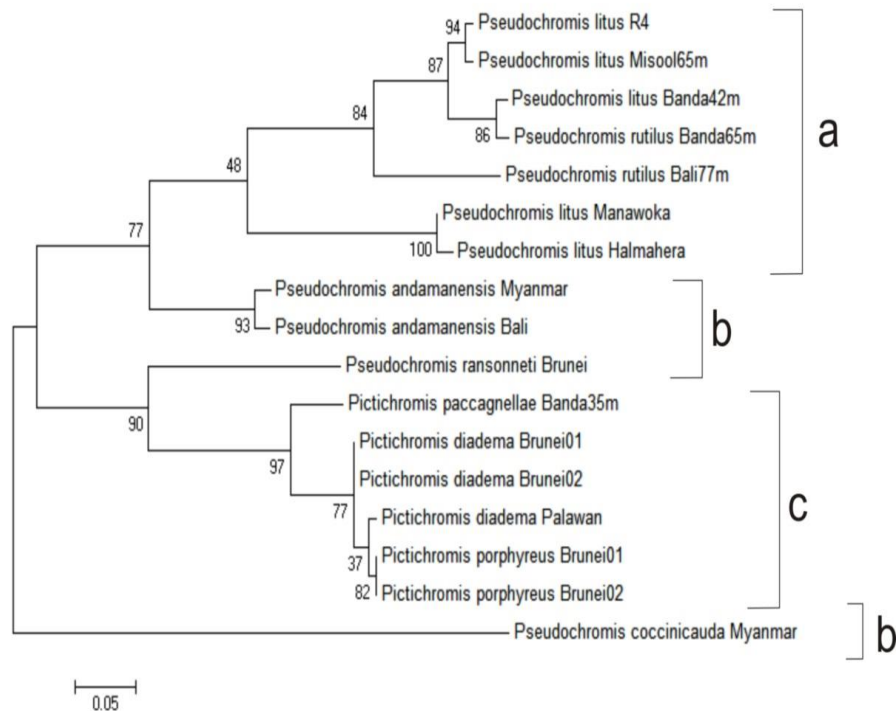 94 Pseudochromis litus R4
Pseudochromis litus Misool65m
87
Pseudochromis litus Banda42m
84
86 Pseudochromis rutilus Banda65m
a
48
Pseudochromis rutilus Bali77m
Pseudochromis litus Manawoka
77
100 Pseudochromis litus Halmahera
Pseudochromis andamanensis Myanmar
b
93 Pseudochromis andamanensis Bali
Pseudochromis ransonneti Brunei
Pictichromis paccagnellae Banda35m
90
Pictichromis diadema Brunei01
97
Pictichromis diadema Brunei02
c
77
Pictichromis diadema Palawan
37 Pictichromis porphyreus Brunei01
82 Pictichromis porphyreus Brunei02
Pseudochromis coccinicauda Myanmar
b
0.05